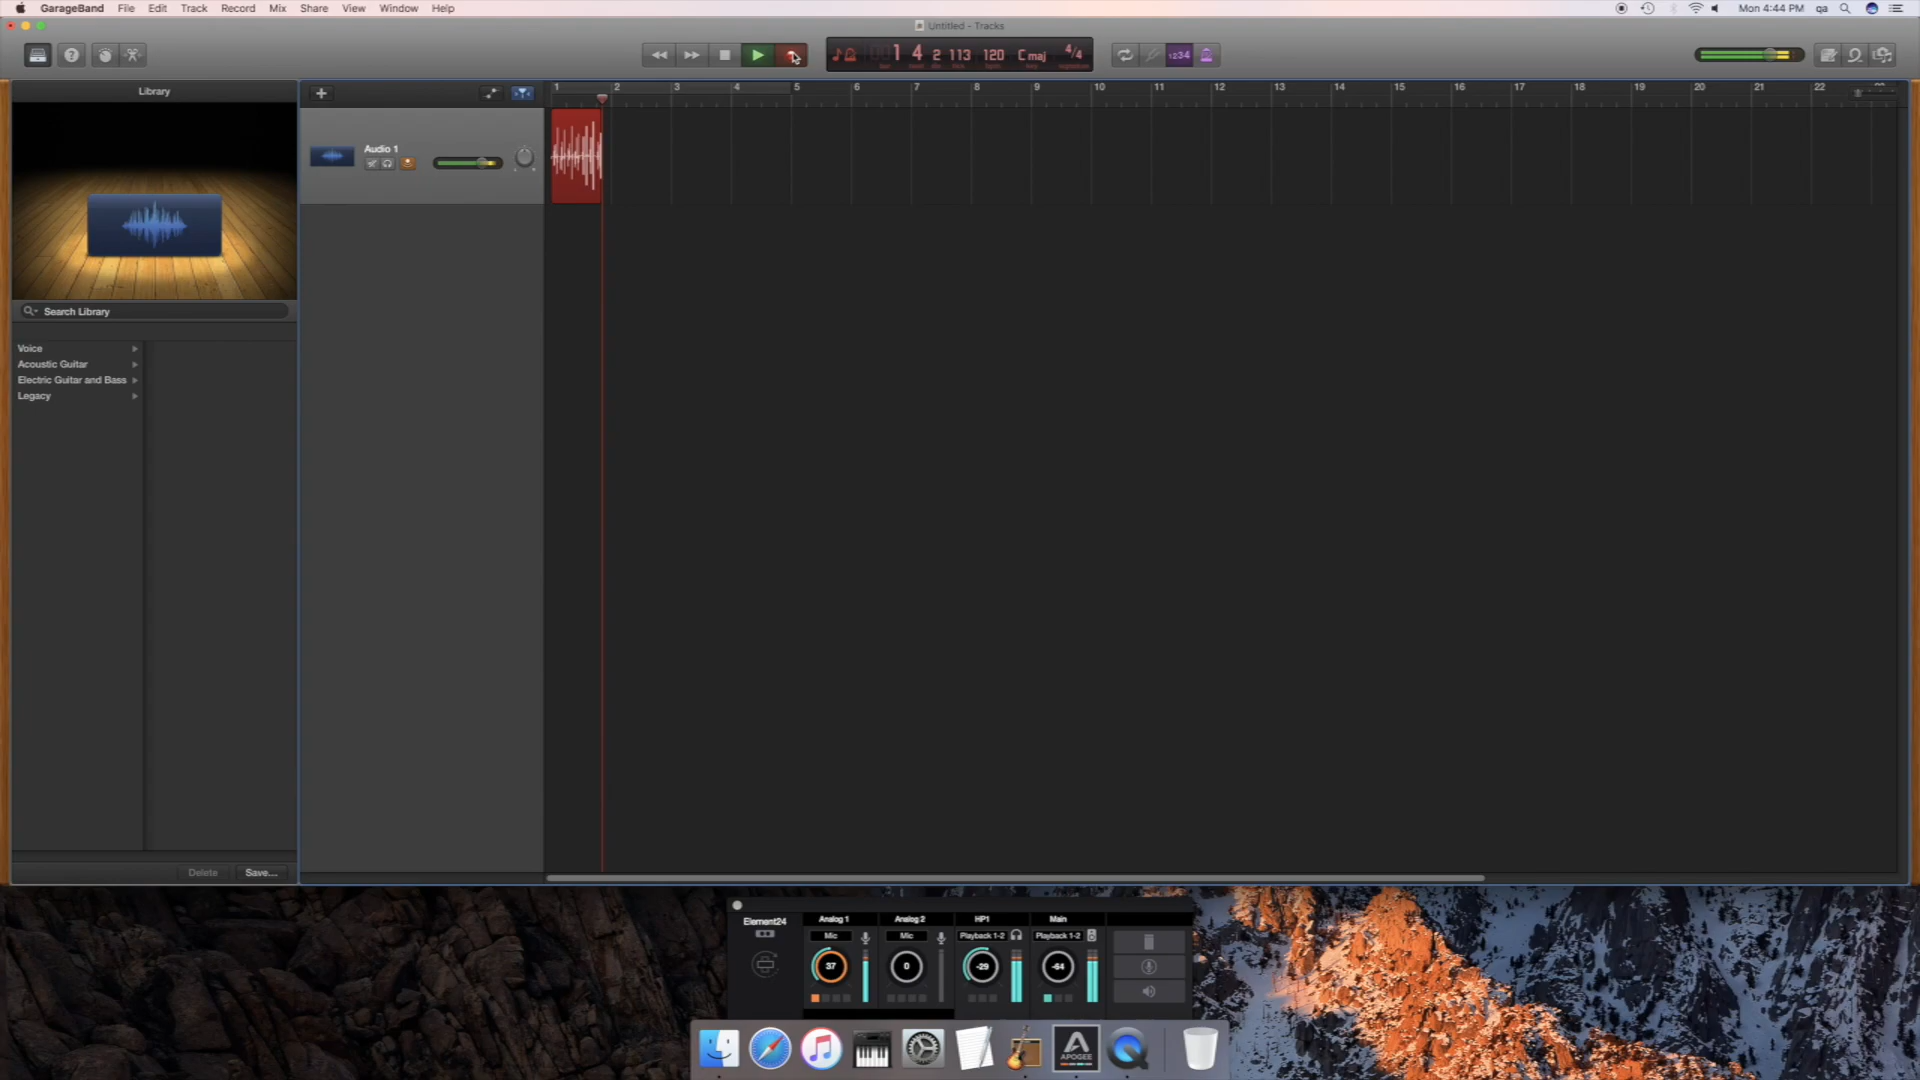 GarageBand File Edit Track Record Mix Share View Window Help
Mon 4:44 PM qa
Untitled - Tracks
1 4 2 113 120 C maj 4/4
1234
Library
1 2 3 4 5 6 7 8 9 10 11 12 13 14 15 16 17 18 19 20 21 22
Audio 1
Search Library
Voice
Acoustic Guitar
Electric Guitar and Bass
Legacy
Delete Save...
Element24 Analog 1 Analog 2 HP1 Main
Mic Mic Playback 1-2 Playback 1-2
37 0 -29 -64
APOGEE